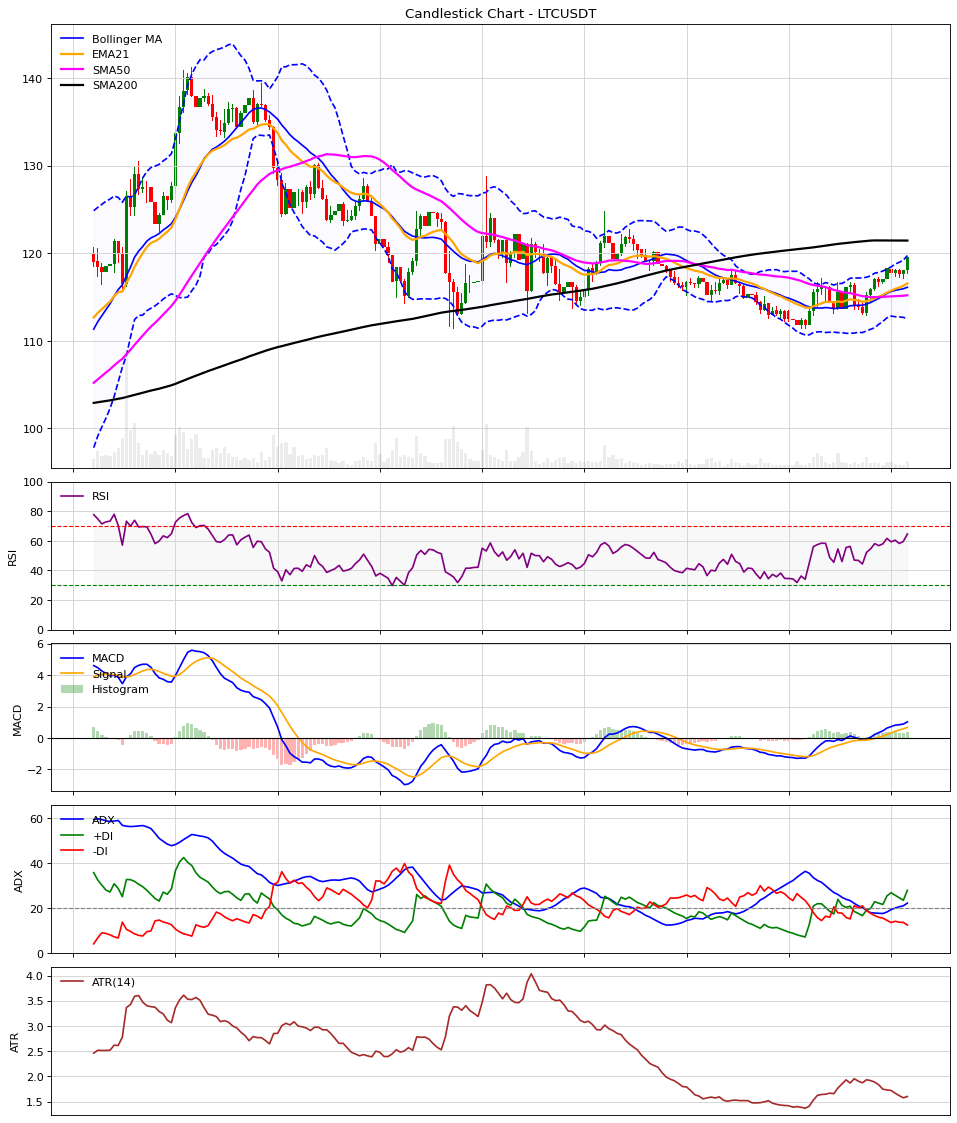 Candlestick Chart - LTCUSDT
Bollinger MA
EMA21
SMA50
SMA200
140
130
120
110
100
RSI
100
80
60
40
20
0
RSI
MACD
Signal
Histogram
6
4
2
0
−2
MACD
ADX
+DI
-DI
60
40
20
0
ADX
ATR(14)
4.0
3.5
3.0
2.5
2.0
1.5
ATR